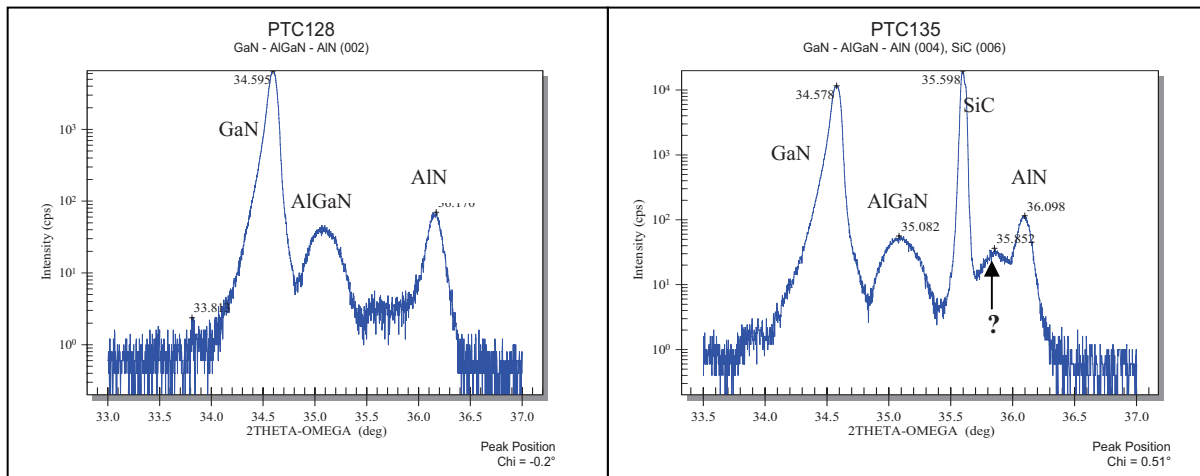 PTC128
GaN - AlGaN - AlN (002)
34.595
GaN
AlGaN
AlN
36.170
33.81
10³
10²
10¹
10⁰
Intensity (cps)
33.0 33.5 34.0 34.5 35.0 35.5 36.0 36.5 37.0
2THETA-OMEGA (deg)
Peak Position
Chi = -0.2°
PTC135
GaN - AlGaN - AlN (004), SiC (006)
34.578
35.598
SiC
GaN
AlGaN
AlN
35.082
36.098
35.852
?
10⁴
10³
10²
10¹
10⁰
Intensity (cps)
33.5 34.0 34.5 35.0 35.5 36.0 36.5 37.0
2THETA-OMEGA (deg)
Peak Position
Chi = 0.51°